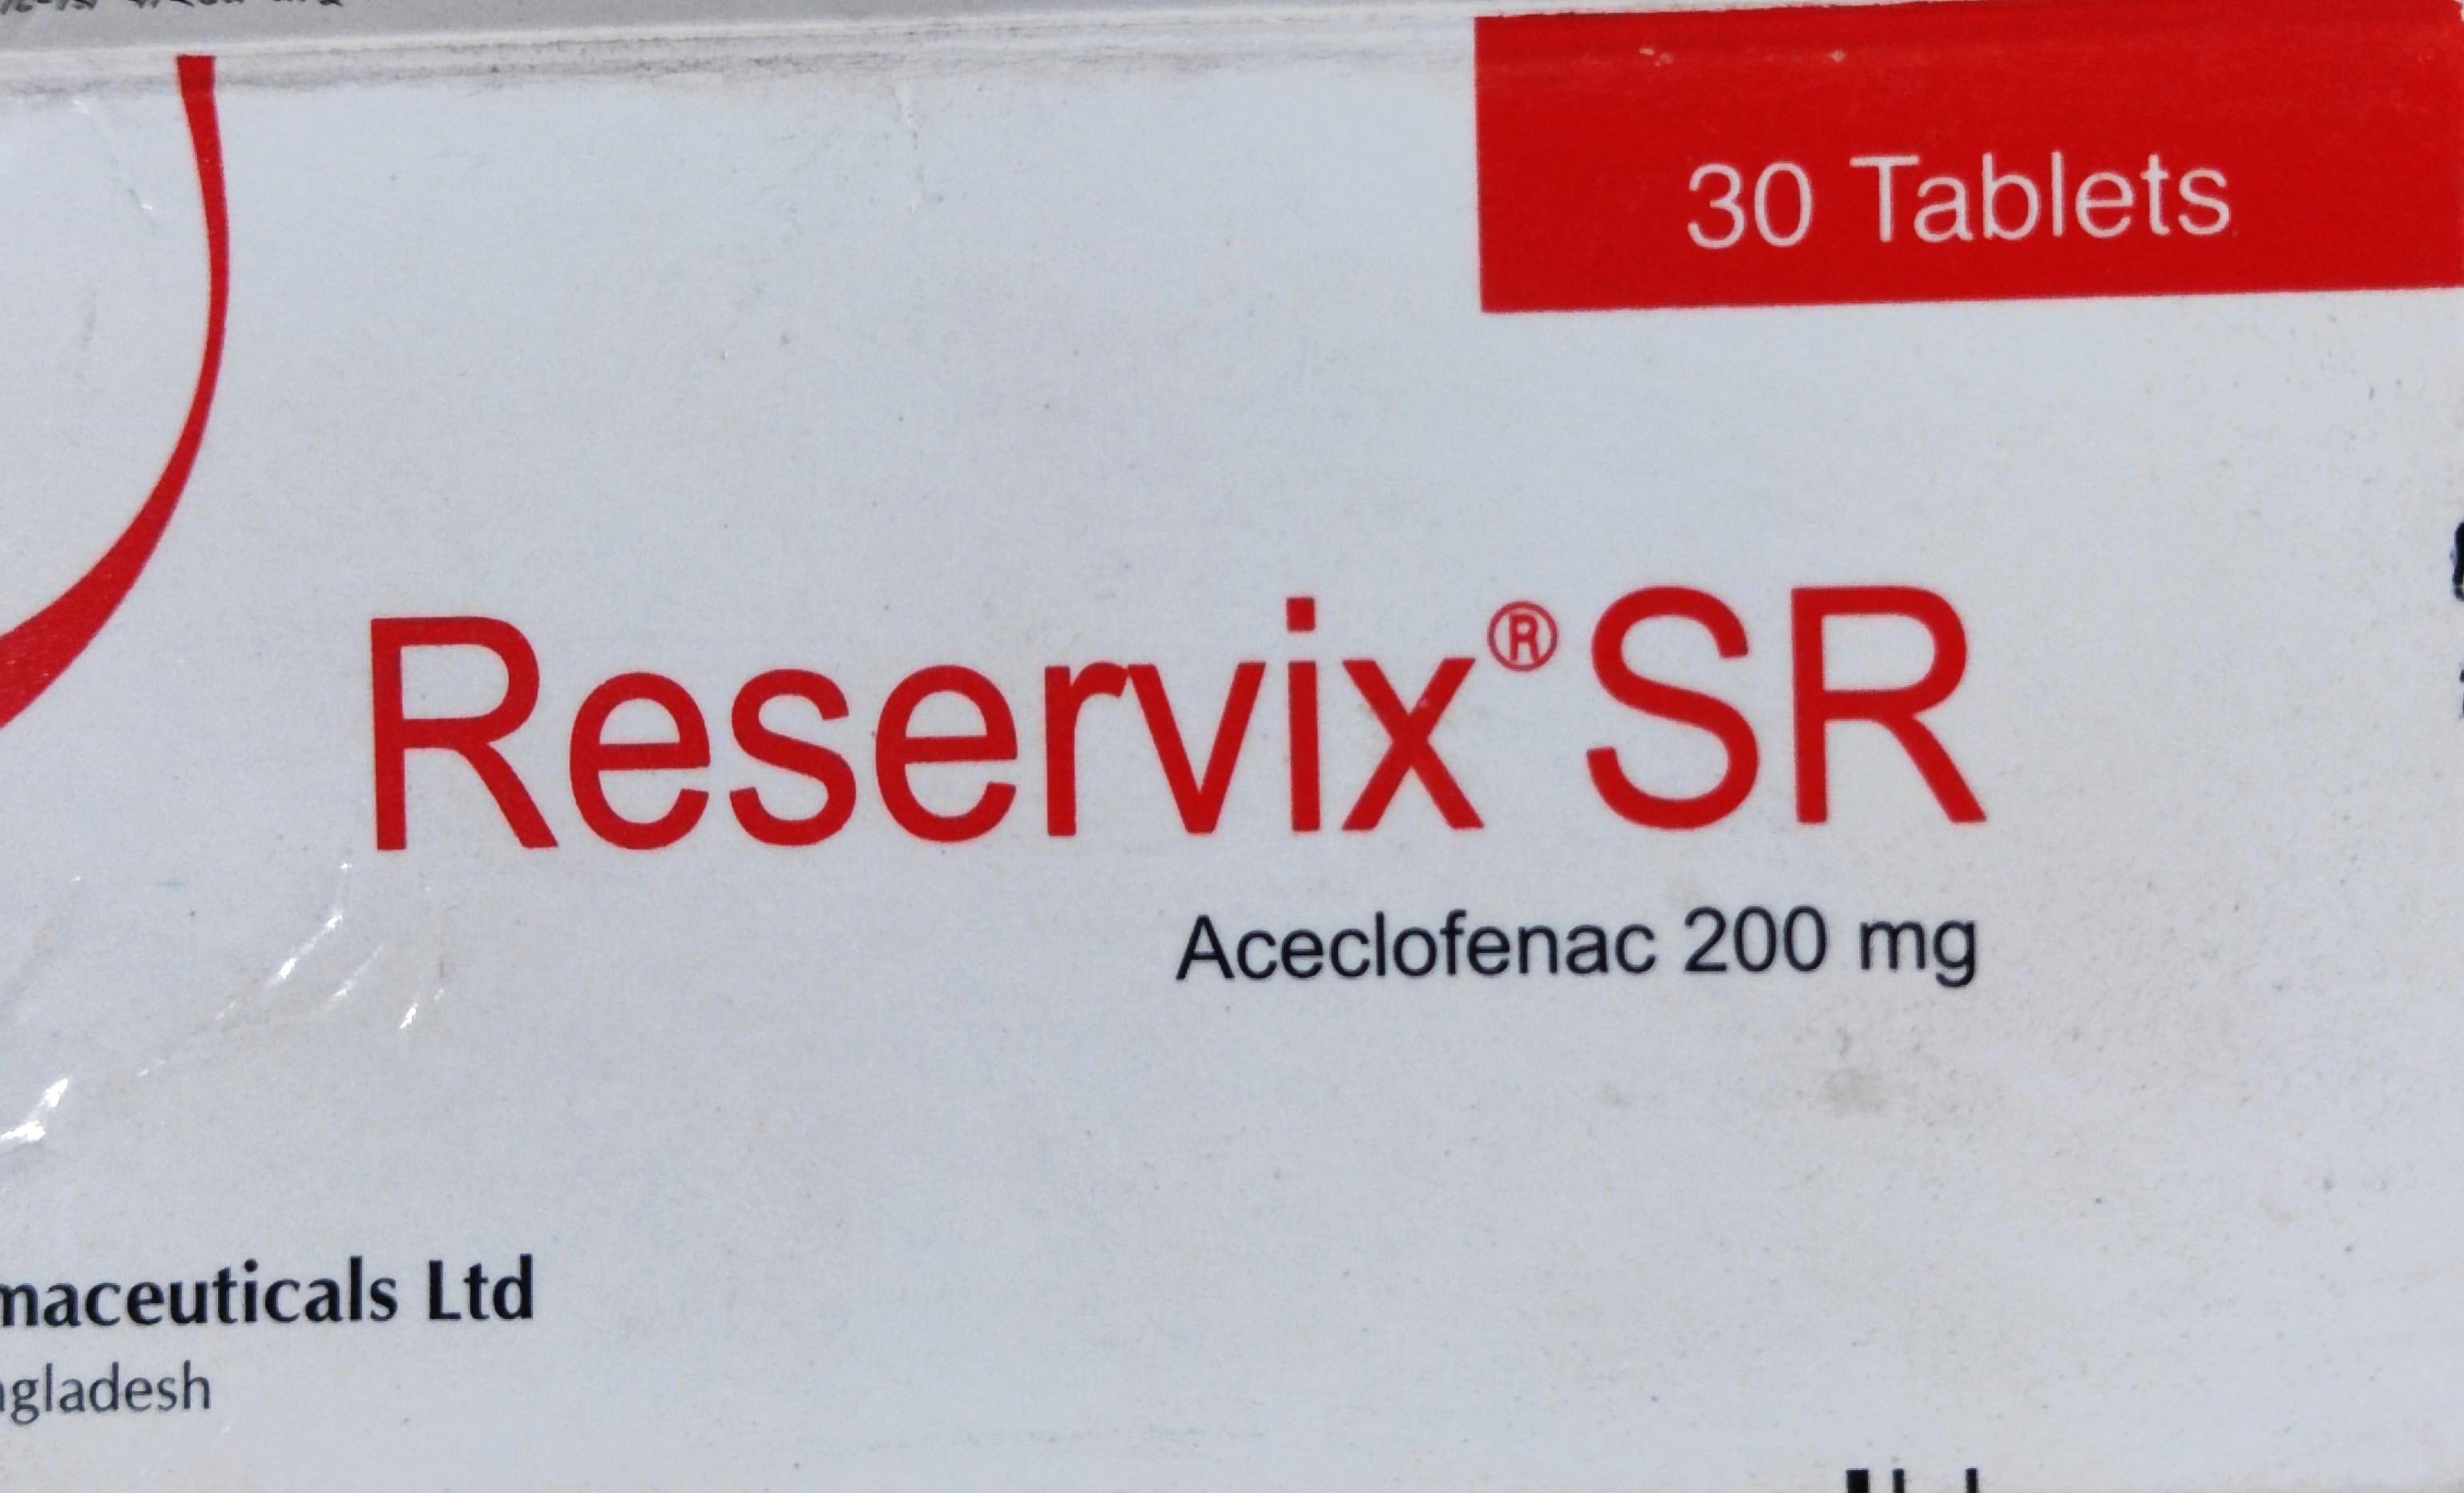 30 Tablets
Reservix® SR
Aceclofenac 200 mg
maceuticals Ltd
ngladesh